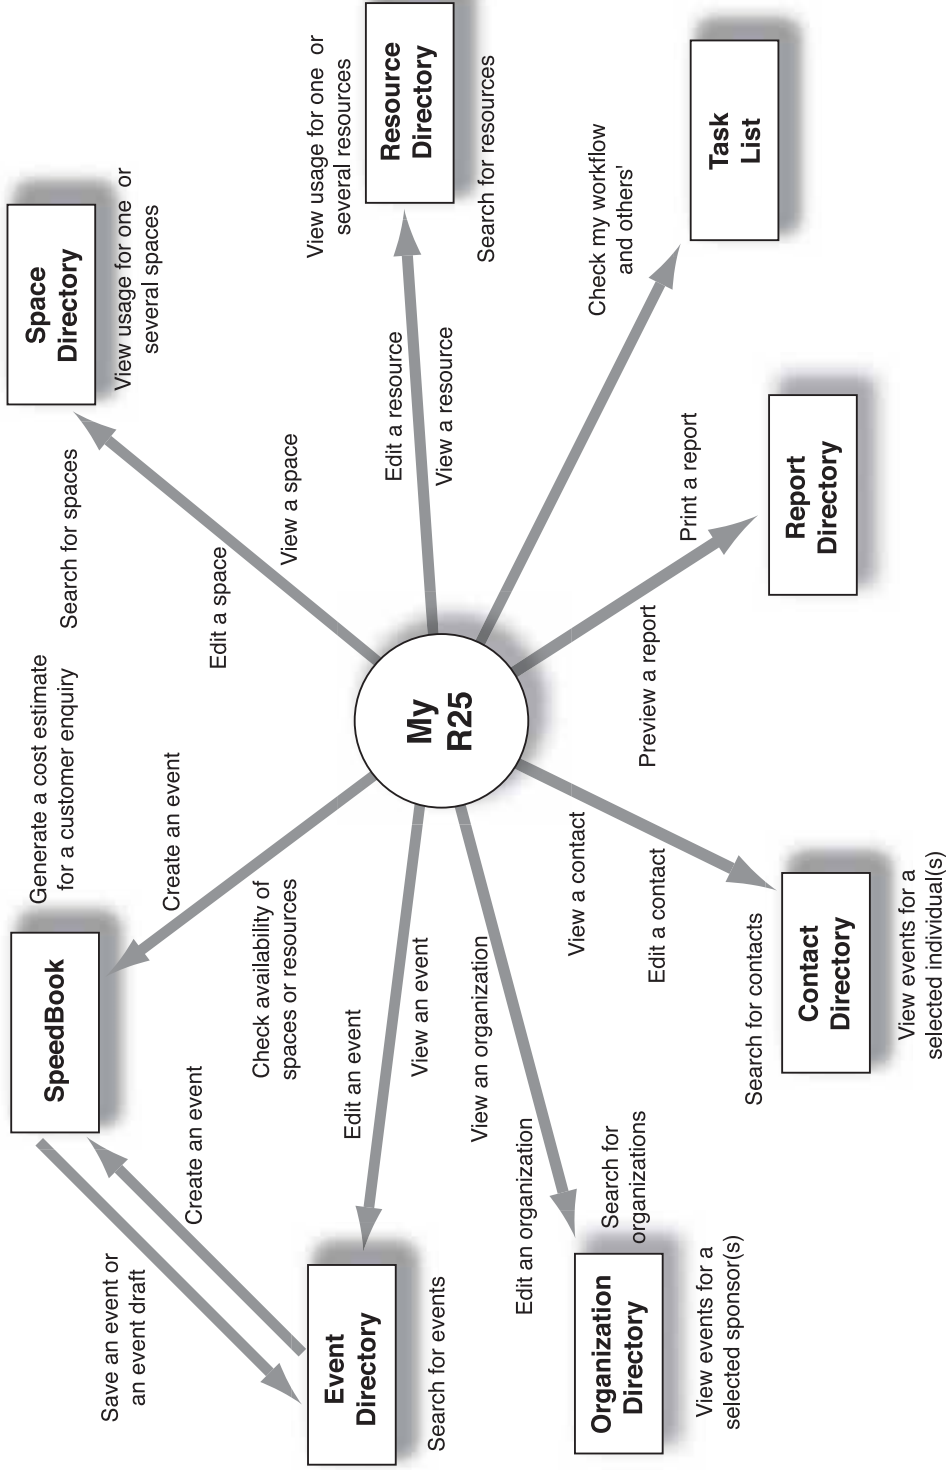 Save an event or
an event draft
Create an event
SpeedBook
Generate a cost estimate
for a customer enquiry
Create an event
Check availability of
spaces or resources
Search for spaces
Space
Directory
View usage for one or
several spaces
Edit a space
View a space
Event
Directory
Search for events
Edit an event
View an event
My
R25
Edit a resource
View a resource
View usage for one or
several resources
Resource
Directory
Search for resources
View an organization
Edit an organization
Organization
Directory
Search for
organizations
View events for a
selected sponsor(s)
View a contact
Edit a contact
Search for contacts
Contact
Directory
View events for a
selected individual(s)
Preview a report
Print a report
Report
Directory
Check my workflow
and others'
Task
List